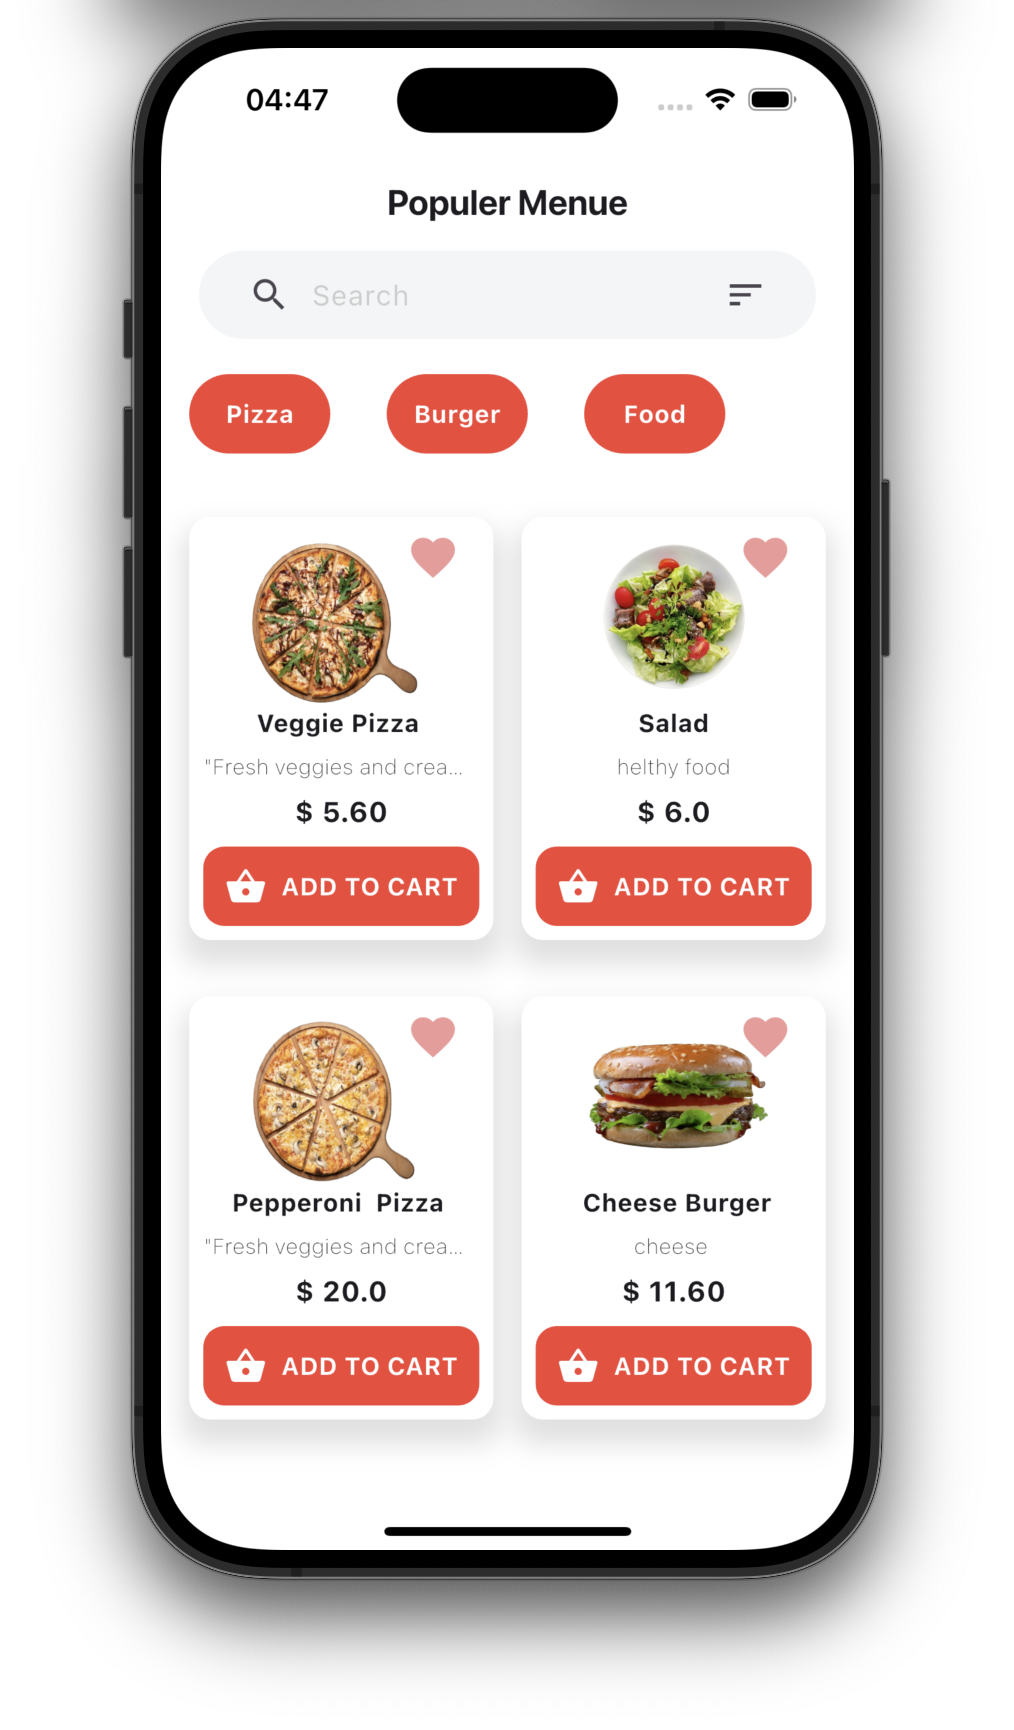 04:47
Populer Menue
Search
Pizza Burger Food
Veggie Pizza
"Fresh veggies and crea...
$ 5.60
ADD TO CART
Salad
helthy food
$ 6.0
ADD TO CART
Pepperoni  Pizza
"Fresh veggies and crea...
$ 20.0
ADD TO CART
Cheese Burger
cheese
$ 11.60
ADD TO CART